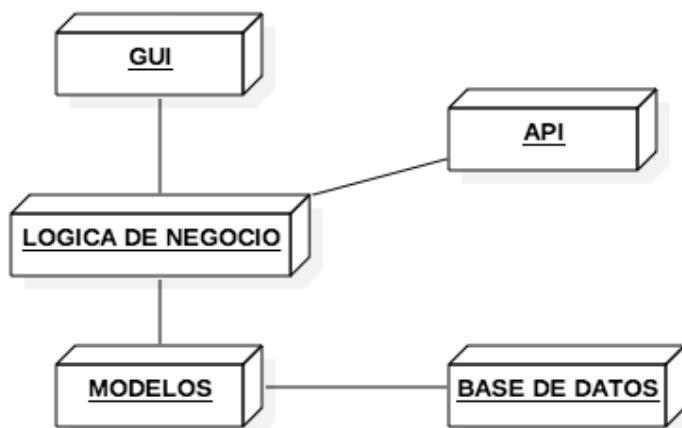 GUI
API
LOGICA DE NEGOCIO
MODELOS
BASE DE DATOS